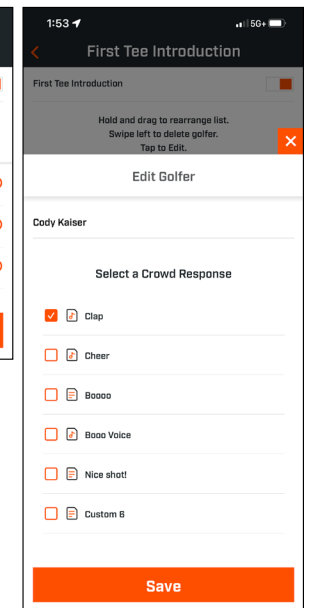 1:53
5G+
First Tee Introduction
First Tee Introduction
Hold and drag to rearrange list.
Swipe left to delete golfer.
Tap to Edit.
Edit Golfer
Cody Kaiser
Select a Crowd Response
Clap
Cheer
Boooo
Booo Voice
Nice shot!
Custom 6
Save